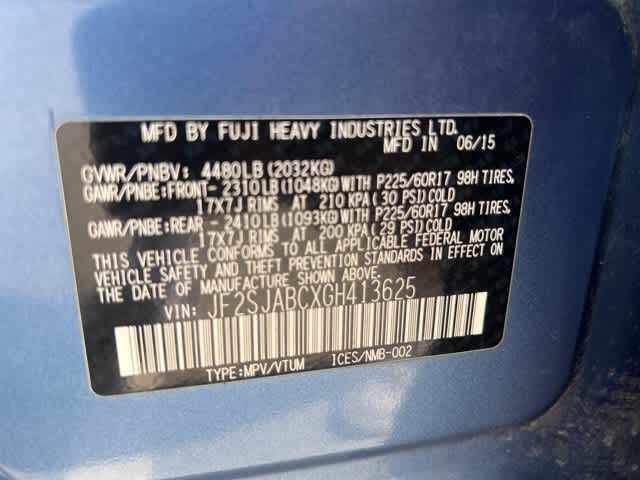 MFD BY FUJI HEAVY INDUSTRIES LTD.
MFD IN 06/15
GVWR/PNBV: 4480LB(2032KG)
GAWR/PNBE:FRONT- 2310LB(1048KG)WITH P225/60R17 98H TIRES,
17X7J RIMS AT 210 KPA(30 PSI)COLD
GAWR/PNBE:REAR - 2410LB(1093KG)WITH P225/60R17 98H TIRES,
17X7J RIMS AT 200 KPA(29 PSI)COLD
THIS VEHICLE CONFORMS TO ALL APPLICABLE FEDERAL MOTOR
VEHICLE SAFETY AND THEFT PREVENTION STANDARDS IN EFFECT ON
THE DATE OF MANUFACTURE SHOWN ABOVE.
VIN: JF2SJABCXGH413625
TYPE:MPV/VTUM ICES/NMB-002